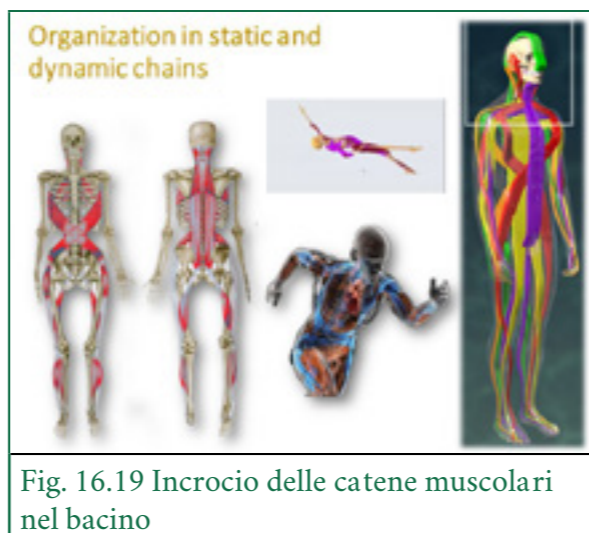 Organization in static and
dynamic chains
Fig. 16.19 Incrocio delle catene muscolari
nel bacino